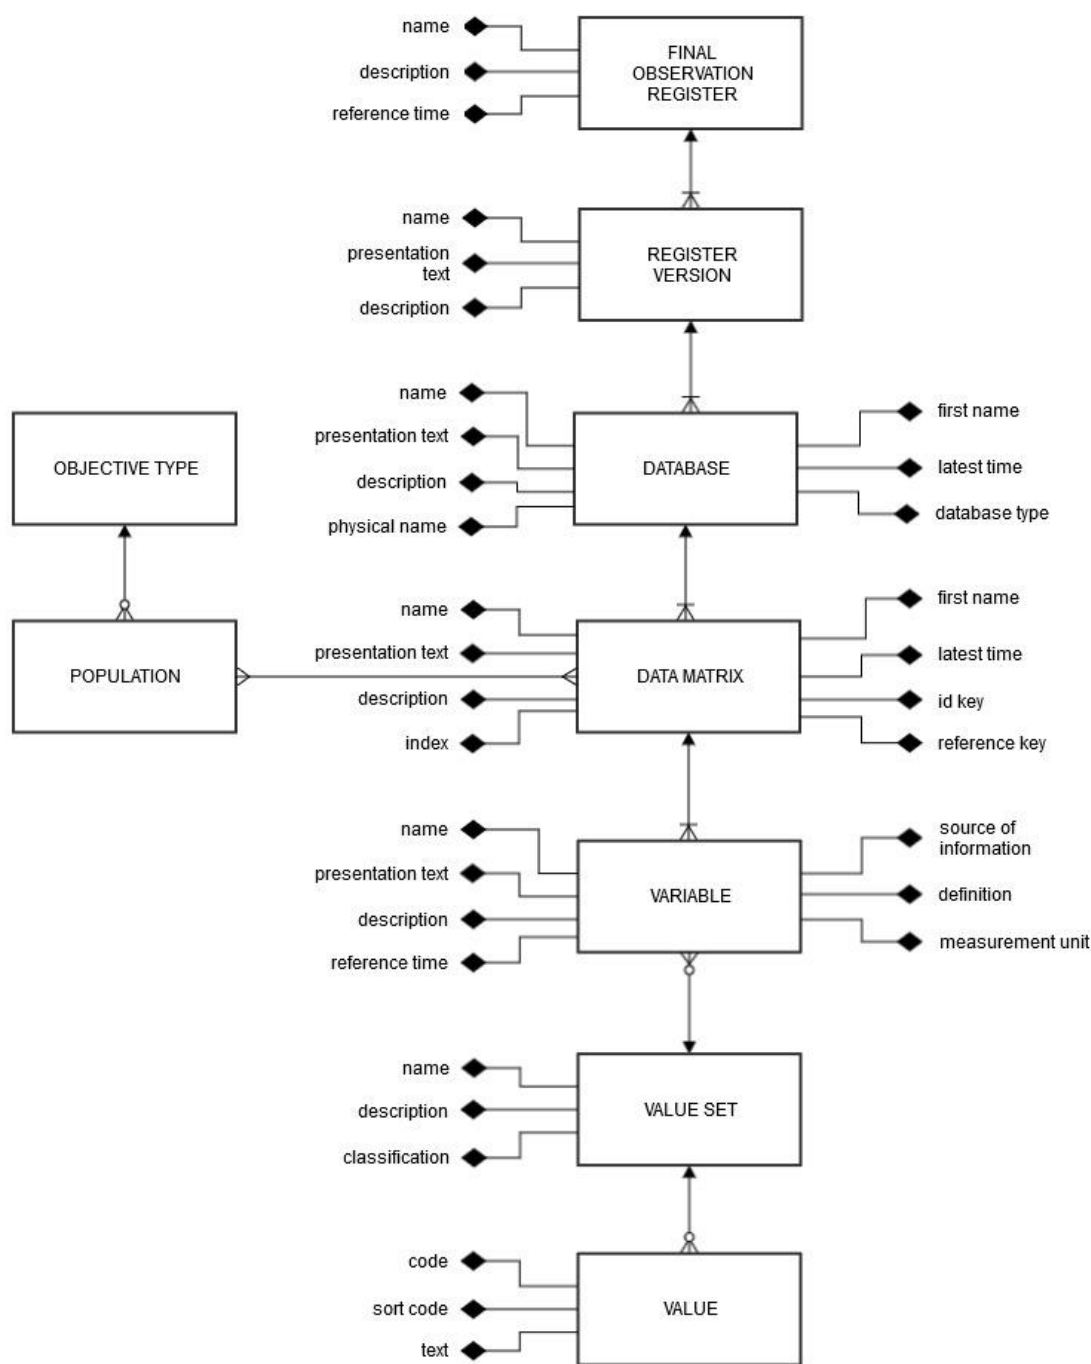 name
description
reference time
FINAL
OBSERVATION
REGISTER
name
presentation
text
description
REGISTER
VERSION
name
presentation text
description
physical name
DATABASE
first name
latest time
database type
OBJECTIVE TYPE
POPULATION
name
presentation text
description
index
DATA MATRIX
first name
latest time
id key
reference key
name
presentation text
description
reference time
VARIABLE
source of
information
definition
measurement unit
name
description
classification
VALUE SET
code
sort code
text
VALUE